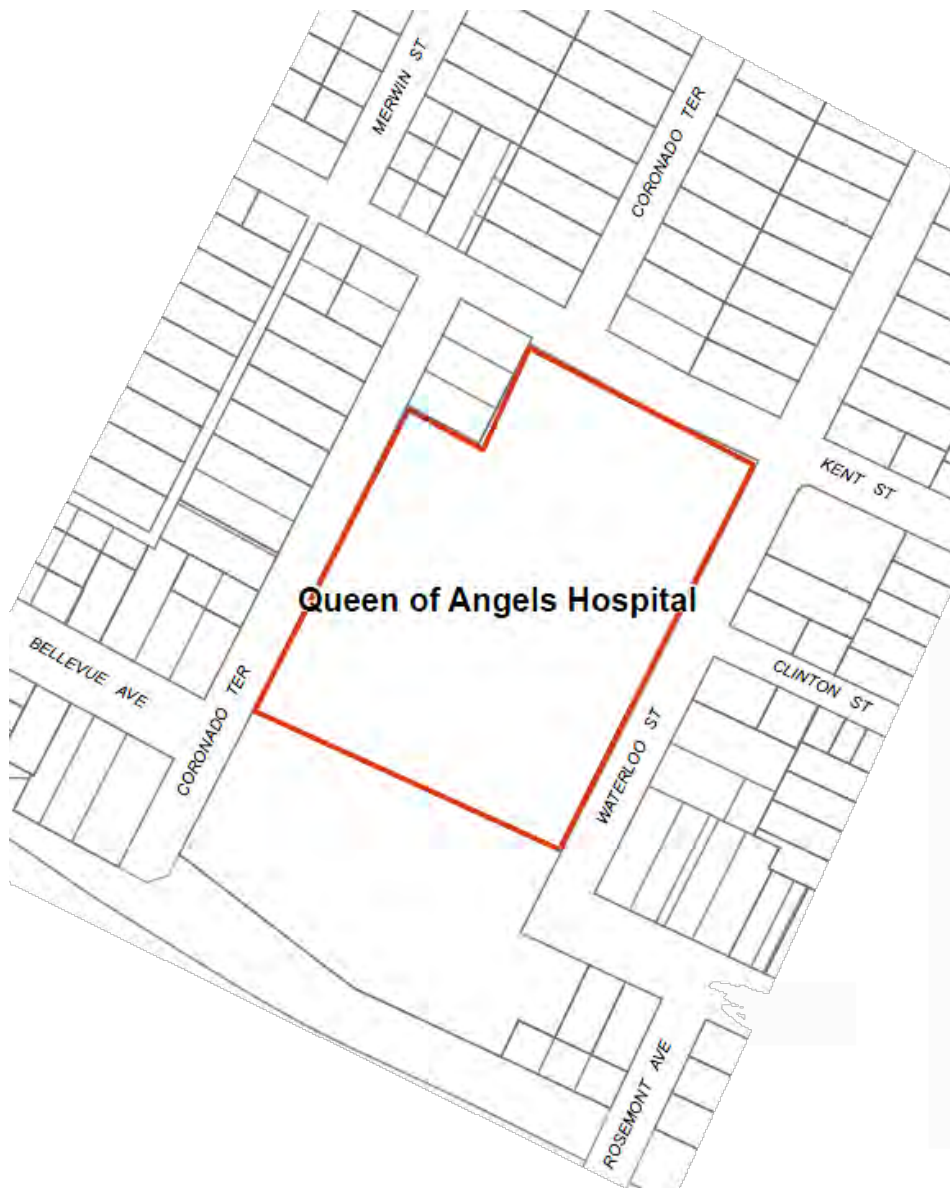 MERWIN ST
CORONADO TER
KENT ST
Queen of Angels Hospital
BELLEVUE AVE
CORONADO TER
CLINTON ST
WATERLOO ST
ROSEMONT AVE